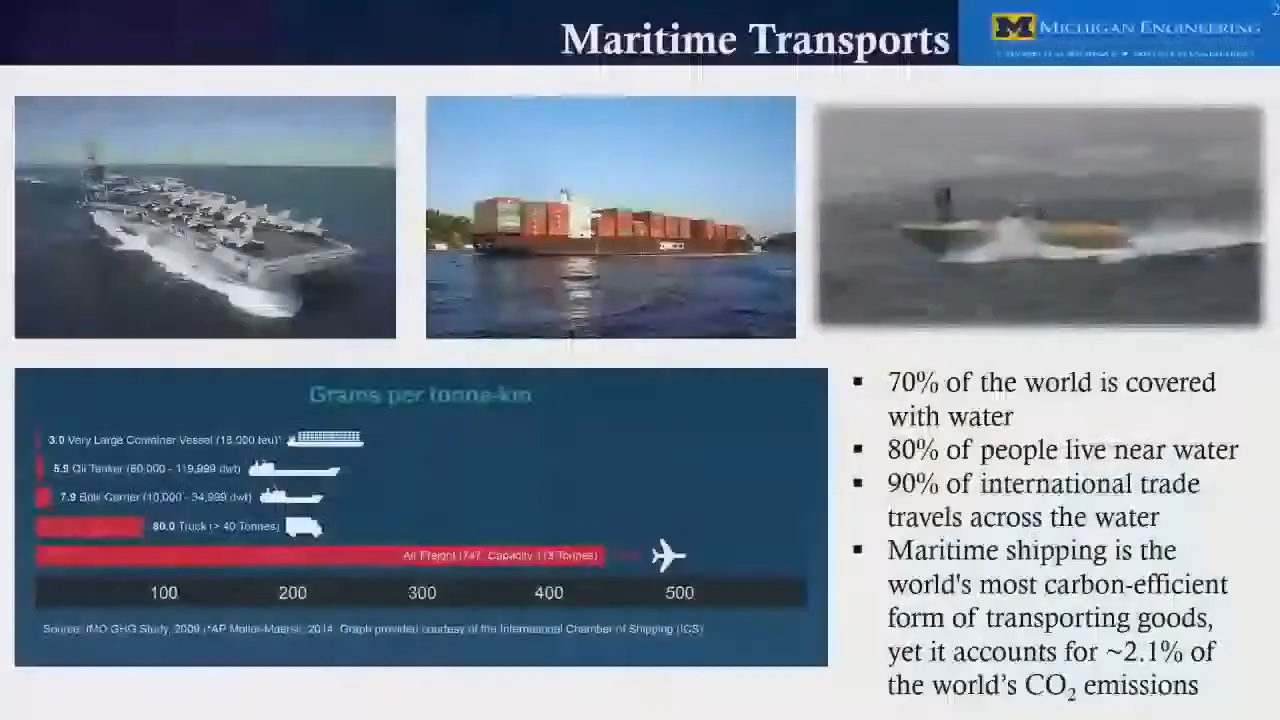 Maritime Transports
MICHIGAN ENGINEERING
Grams per tonne-km
3.0 Very Large Container Vessel (18,000 teu)*
5.9 Oil Tanker (80,000 - 119,999 dwt)
7.9 Bulk Carrier (10,000 - 34,999 dwt)
80.0 Truck (> 40 Tonnes)
Air Freight (747, Capacity 113 Tonnes)
100 200 300 400 500
Source: IMO GHG Study, 2009 (*AP Moller-Maersk, 2014 Graph provided courtesy of the International Chamber of Shipping (ICS)
▪ 70% of the world is covered
with water
▪ 80% of people live near water
▪ 90% of international trade
travels across the water
▪ Maritime shipping is the
world's most carbon-efficient
form of transporting goods,
yet it accounts for ~2.1% of
the world's CO₂ emissions